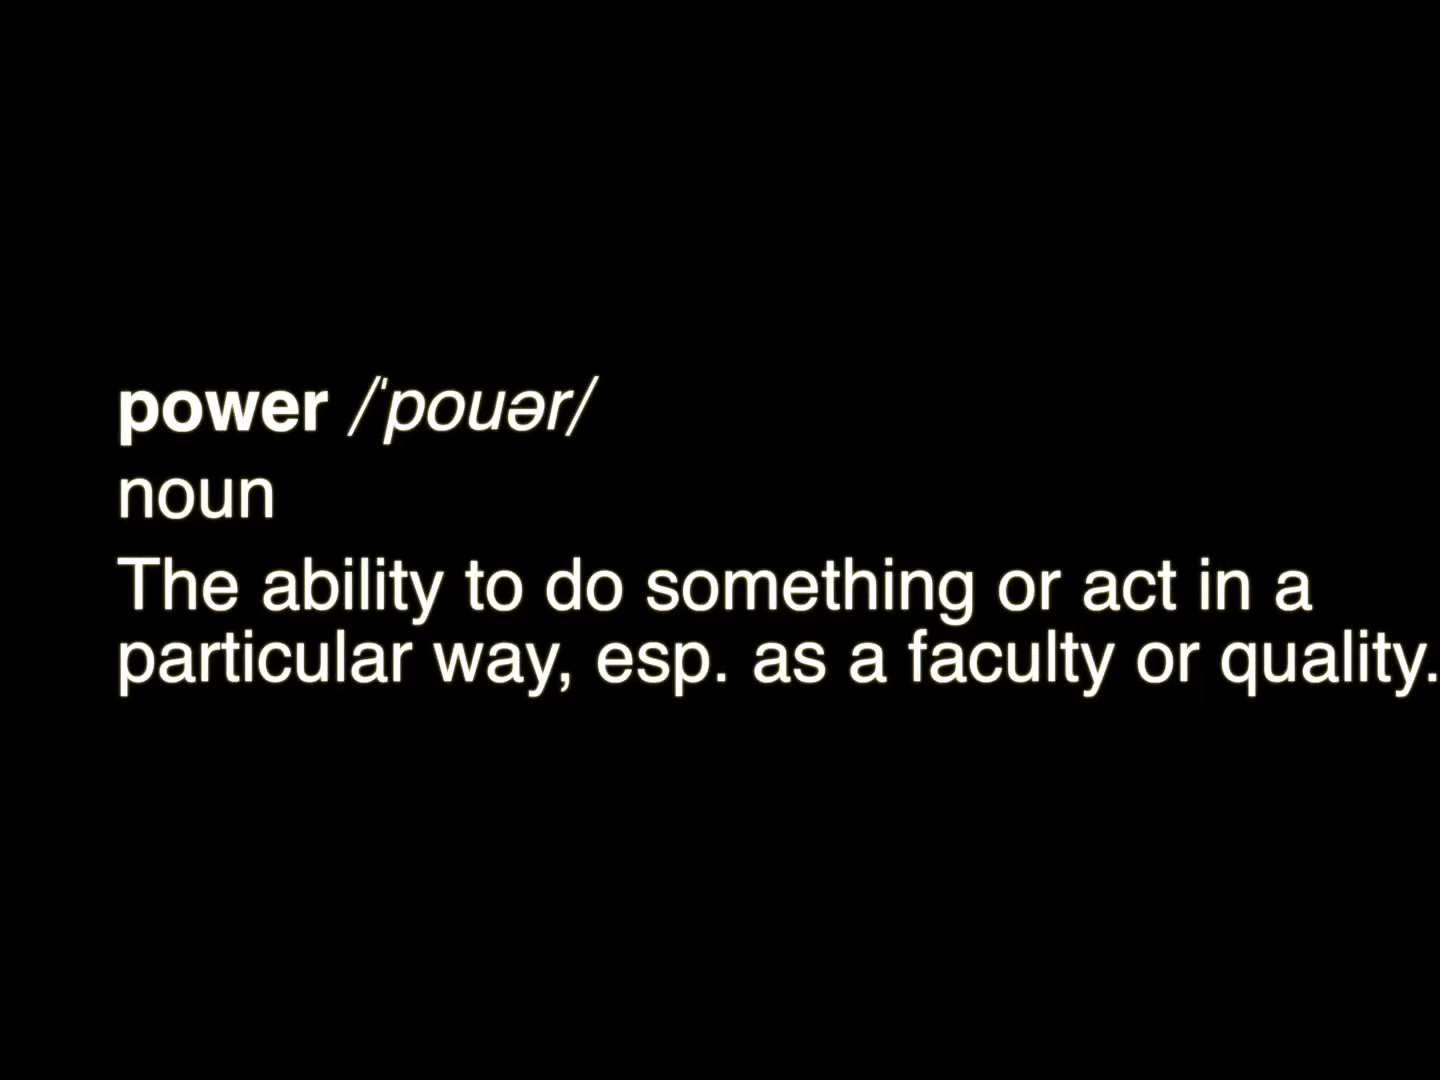 power /ˈpouər/
noun
The ability to do something or act in a
particular way, esp. as a faculty or quality.